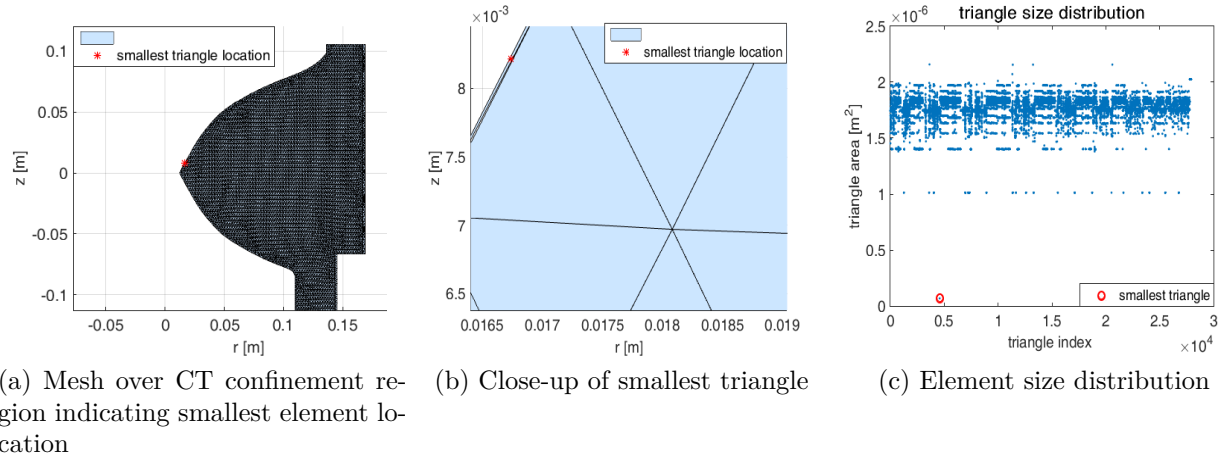 smallest triangle location
0.1
0.05
0
-0.05
-0.1
z [m]
-0.05
0
0.05
0.1
0.15
r [m]
×10⁻³
smallest triangle location
8
7.5
7
6.5
z [m]
0.0165
0.017
0.0175
0.018
0.0185
0.019
r [m]
triangle size distribution
×10⁻⁶
2.5
2
1.5
1
0.5
0
triangle area [m²]
smallest triangle
0
0.5
1
1.5
2
2.5
3
triangle index
×10⁴
(a) Mesh over CT confinement re-
gion indicating smallest element lo-
cation
(b) Close-up of smallest triangle
(c) Element size distribution